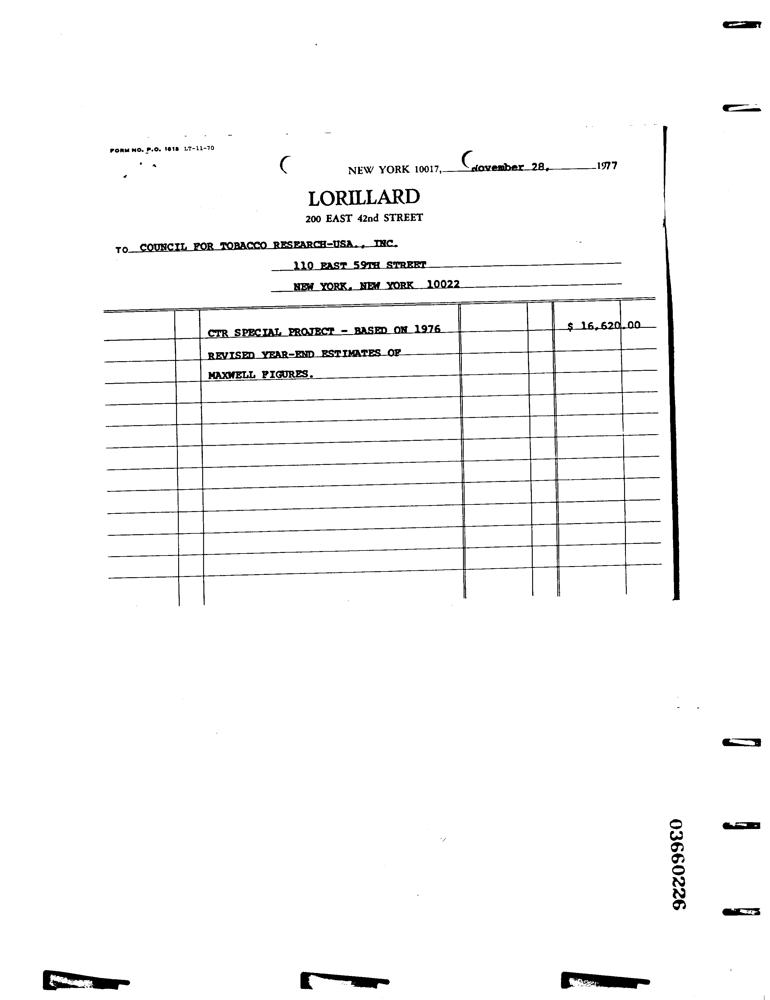 FORM NO. P.O. 1618 L7-11-70
NEW YORK 10017, November 28, 1977
LORILLARD
200 EAST 42nd STREET
TO COUNCIL FOR TOBACCO RESEARCH-USA., INC.
110 EAST 59TH STREET
NEW YORK, NEW YORK 10022
CTR SPECIAL PROJECT - BASED ON 1976 $ 16,620.00
REVISED YEAR-END ESTIMATES OF
MAXWELL FIGURES.
03660226